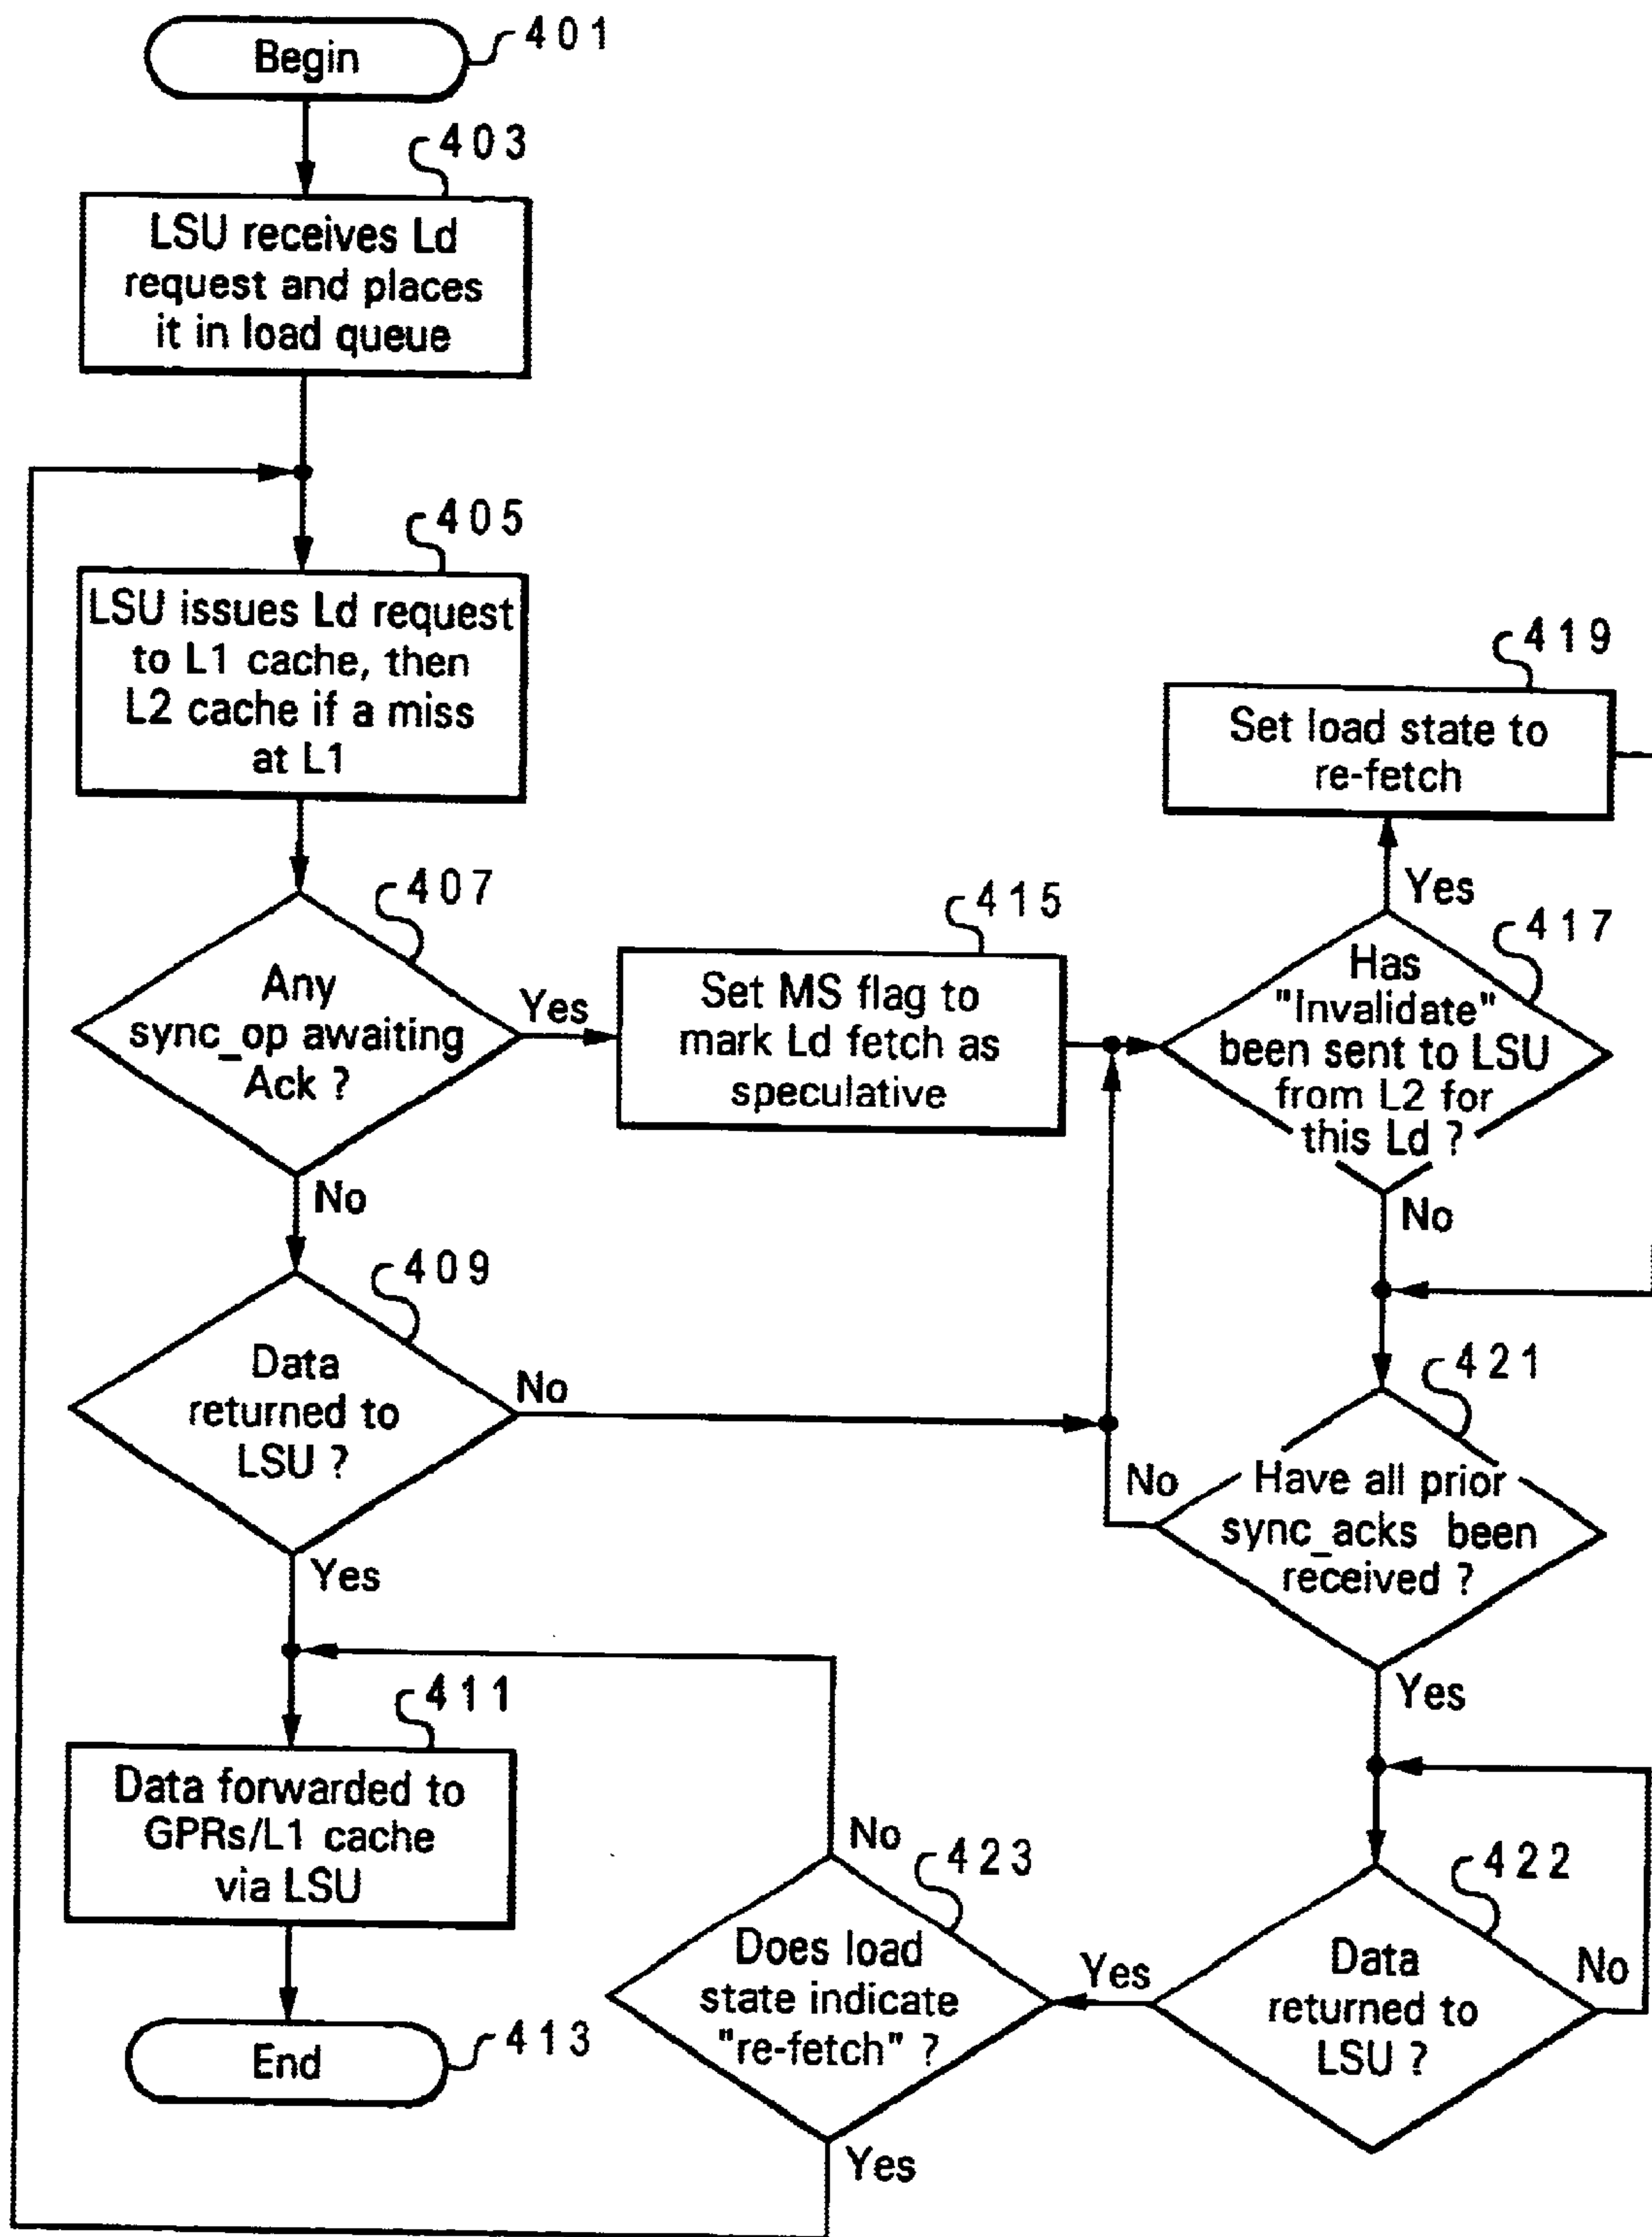 Begin
401
403
LSU receives Ld
request and places
it in load queue
405
LSU issues Ld request
to L1 cache, then
L2 cache if a miss
at L1
407
Any
sync_op awaiting
Ack ?
Yes
No
415
Set MS flag to
mark Ld fetch as
speculative
419
Set load state to
re-fetch
Yes
417
Has
"Invalidate"
been sent to LSU
from L2 for
this Ld ?
No
409
Data
returned to
LSU ?
No
Yes
421
No
Have all prior
sync_acks been
received ?
Yes
411
Data forwarded to
GPRs/L1 cache
via LSU
413
End
No
423
Does load
state indicate
"re-fetch" ?
Yes
Yes
422
Data
returned to
LSU ?
No